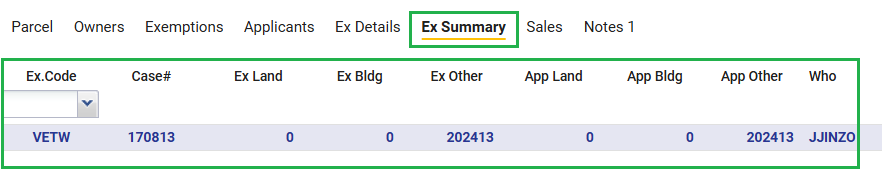 Parcel Owners Exemptions Applicants Ex Details Ex Summary Sales Notes 1
Ex.Code Case# Ex Land Ex Bldg Ex Other App Land App Bldg App Other Who
VETW 170813 0 0 202413 0 0 202413 JJINZO